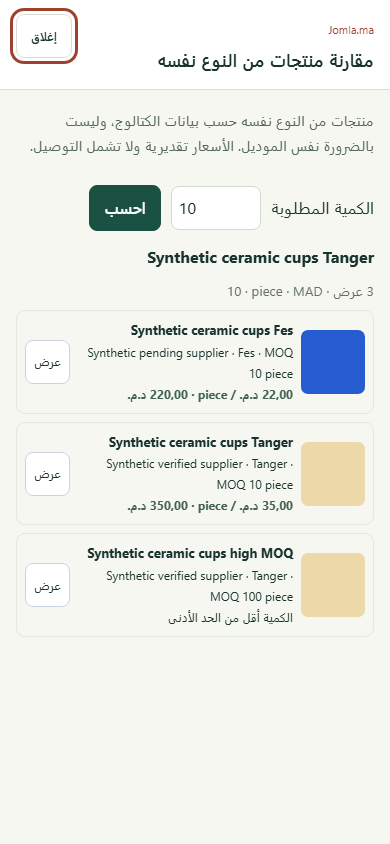 Jomla.ma
إغلاق
مقارنة منتجات من النوع نفسه
منتجات من النوع نفسه حسب بيانات الكتالوج، وليست
بالضرورة نفس الموديل. الأسعار تقديرية ولا تشمل التوصيل.
الكمية المطلوبة
10
احسب
Synthetic ceramic cups Tanger
3 عرض · 10 · piece · MAD
Synthetic ceramic cups Fes
Synthetic pending supplier · Fes · MOQ
10 piece
22,00 د.م. / piece · 220,00 د.م.
عرض
Synthetic ceramic cups Tanger
Synthetic verified supplier · Tanger ·
MOQ 10 piece
35,00 د.م. / piece · 350,00 د.م.
عرض
Synthetic ceramic cups high MOQ
Synthetic verified supplier · Tanger ·
MOQ 100 piece
الكمية أقل من الحد الأدنى
عرض